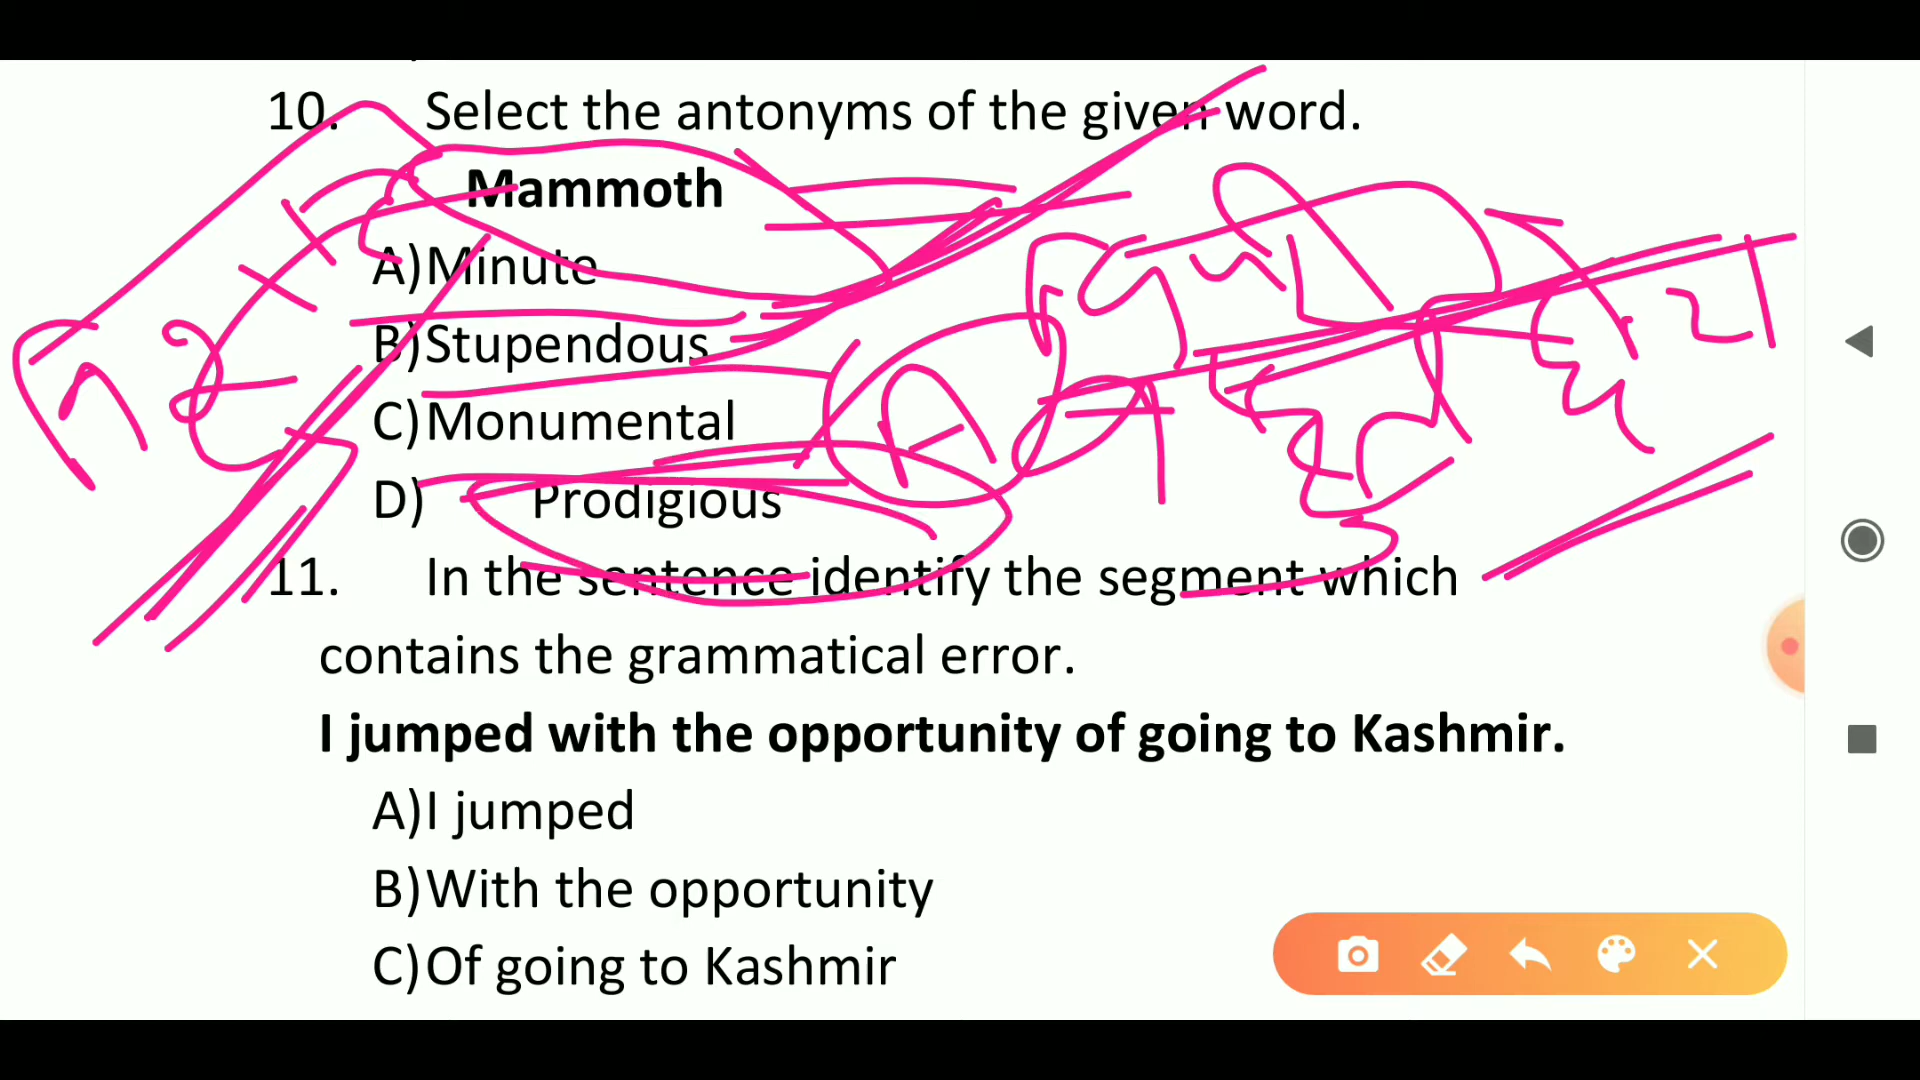 10. Select the antonyms of the given word.
Mammoth
A) Minute
B) Stupendous
C) Monumental
D) Prodigious
11. In the sentence identify the segment which
contains the grammatical error.
I jumped with the opportunity of going to Kashmir.
A) I jumped
B) With the opportunity
C) Of going to Kashmir